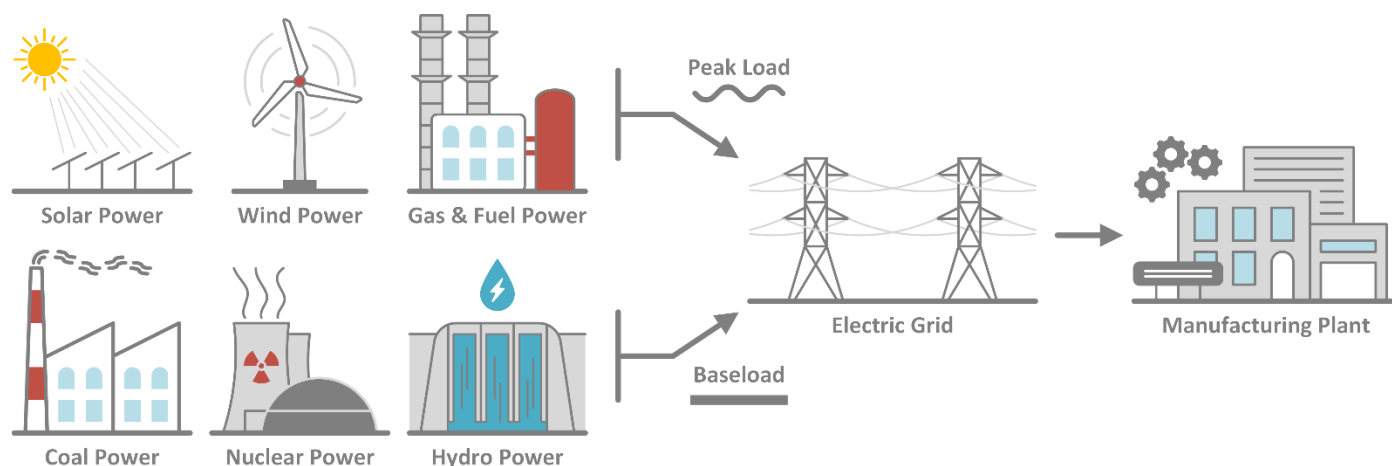 Peak Load
Solar Power
Wind Power
Gas & Fuel Power
Electric Grid
Manufacturing Plant
Baseload
Coal Power
Nuclear Power
Hydro Power